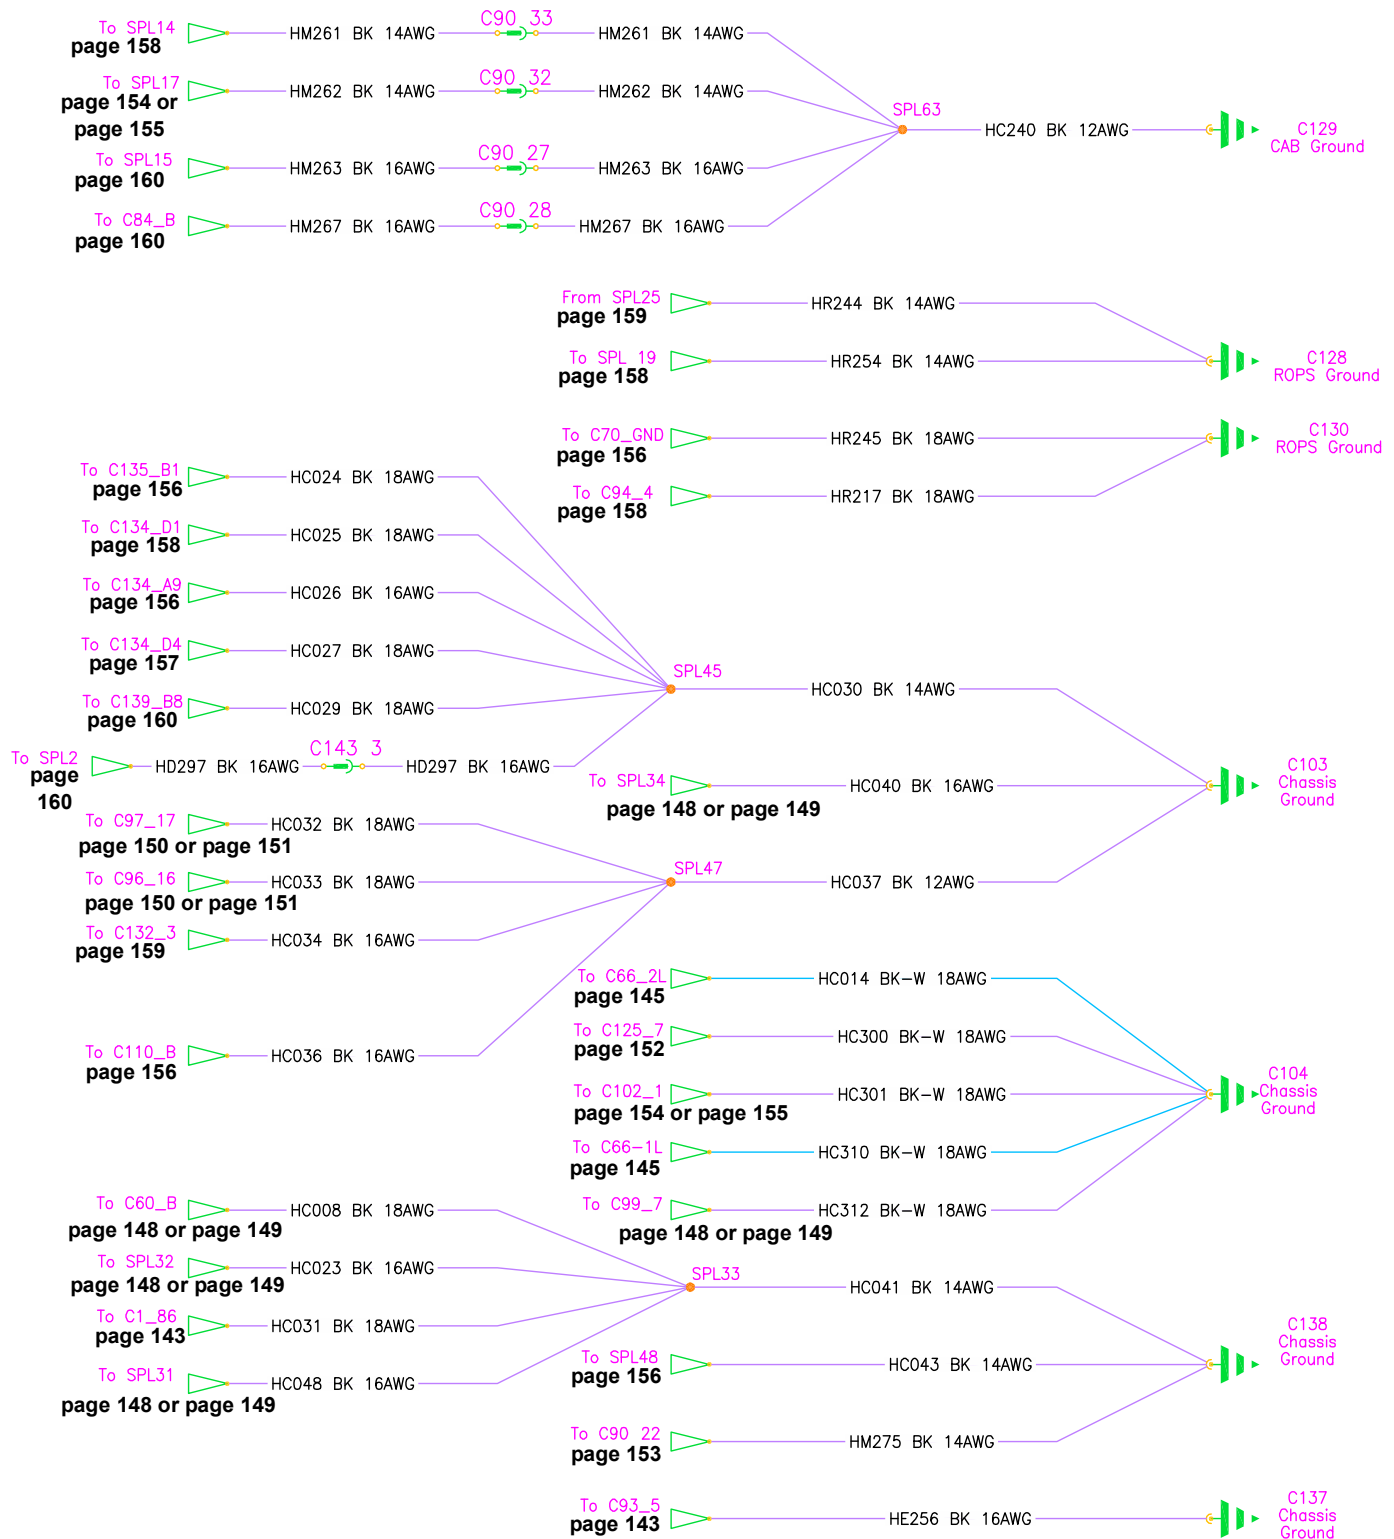 To SPL14
page 158
HM261 BK 14AWG
C90_33
HM261 BK 14AWG
To SPL17
page 154 or
page 155
HM262 BK 14AWG
C90_32
HM262 BK 14AWG
SPL63
HC240 BK 12AWG
C129
CAB Ground
To SPL15
page 160
HM263 BK 16AWG
C90_27
HM263 BK 16AWG
To C84_B
page 160
HM267 BK 16AWG
C90_28
HM267 BK 16AWG
From SPL25
page 159
HR244 BK 14AWG
To SPL_19
page 158
HR254 BK 14AWG
C128
ROPS Ground
To C70_GND
page 156
HR245 BK 18AWG
C130
ROPS Ground
To C94_4
page 158
HR217 BK 18AWG
To C135_B1
page 156
HC024 BK 18AWG
To C134_D1
page 158
HC025 BK 18AWG
To C134_A9
page 156
HC026 BK 16AWG
To C134_D4
page 157
HC027 BK 18AWG
SPL45
HC030 BK 14AWG
To C139_B8
page 160
HC029 BK 18AWG
To SPL2
page
160
HD297 BK 16AWG
C143_3
HD297 BK 16AWG
To SPL34
page 148 or page 149
HC040 BK 16AWG
C103
Chassis
Ground
To C97_17
page 150 or page 151
HC032 BK 18AWG
To C96_16
page 150 or page 151
HC033 BK 18AWG
SPL47
HC037 BK 12AWG
To C132_3
page 159
HC034 BK 16AWG
To C110_B
page 156
HC036 BK 16AWG
To C66_2L
page 145
HC014 BK-W 18AWG
To C125_7
page 152
HC300 BK-W 18AWG
To C102_1
page 154 or page 155
HC301 BK-W 18AWG
C104
Chassis
Ground
To C66-1L
page 145
HC310 BK-W 18AWG
To C99_7
page 148 or page 149
HC312 BK-W 18AWG
To C60_B
page 148 or page 149
HC008 BK 18AWG
To SPL32
page 148 or page 149
HC023 BK 16AWG
SPL33
HC041 BK 14AWG
To C1_86
page 143
HC031 BK 18AWG
To SPL31
page 148 or page 149
HC048 BK 16AWG
To SPL48
page 156
HC043 BK 14AWG
C138
Chassis
Ground
To C90_22
page 153
HM275 BK 14AWG
To C93_5
page 143
HE256 BK 16AWG
C137
Chassis
Ground